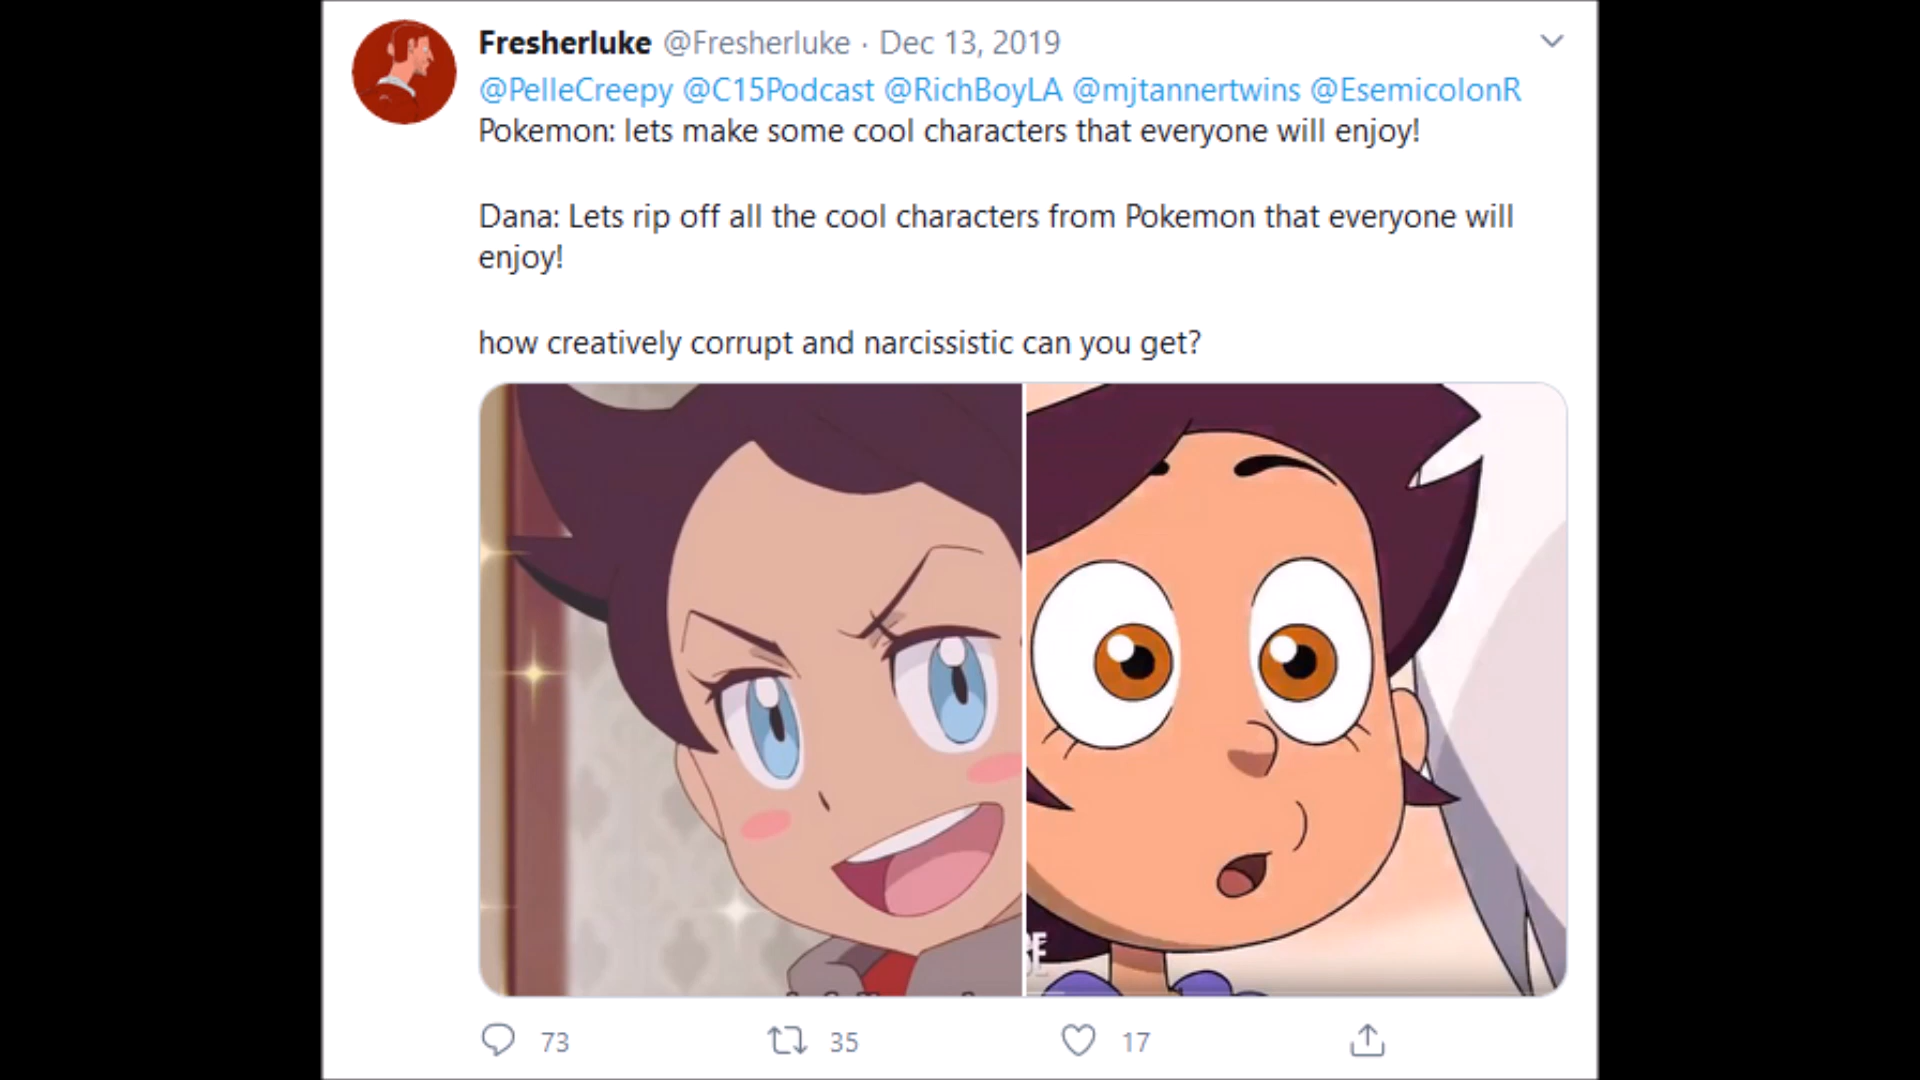 Fresherluke @Fresherluke · Dec 13, 2019
@PelleCreepy @C15Podcast @RichBoyLA @mjtannertwins @EsemicolonR
Pokemon: lets make some cool characters that everyone will enjoy!
Dana: Lets rip off all the cool characters from Pokemon that everyone will
enjoy!
how creatively corrupt and narcissistic can you get?
73 35 17